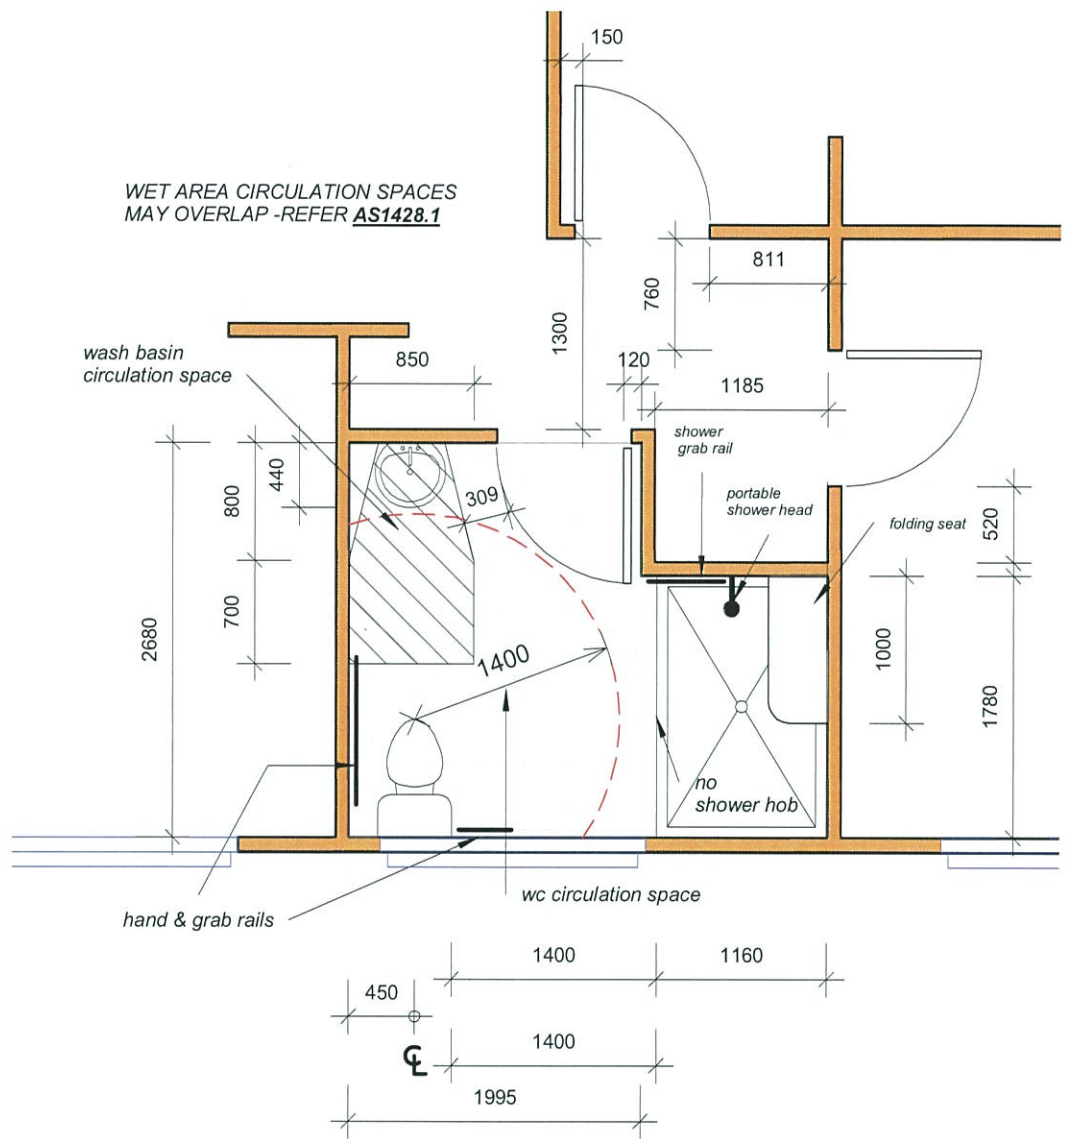 150
WET AREA CIRCULATION SPACES
MAY OVERLAP -REFER AS1428.1
811
760
1300
wash basin
circulation space
850
120
1185
shower
grab rail
440
800
309
portable
shower head
folding seat
520
700
2680
1400
1000
1780
no
shower hob
wc circulation space
hand & grab rails
1400
1160
450
℄
1400
1995